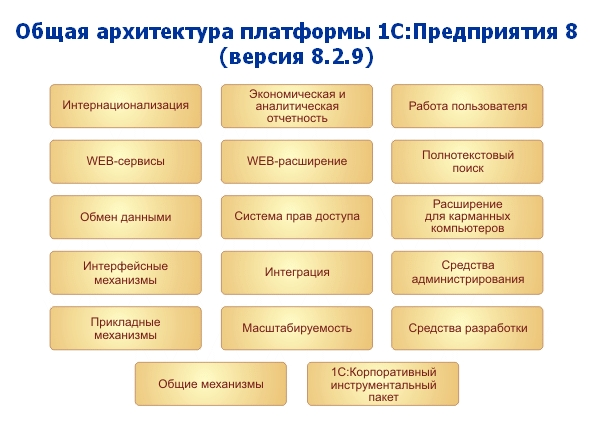 Общая архитектура платформы 1С:Предприятия 8
(версия 8.2.9)
Интернационализация
Экономическая и
аналитическая
отчетность
Работа пользователя
WEB-сервисы
WEB-расширение
Полнотекстовый
поиск
Обмен данными
Система прав доступа
Расширение
для карманных
компьютеров
Интерфейсные
механизмы
Интеграция
Средства
администрирования
Прикладные
механизмы
Масштабируемость
Средства разработки
Общие механизмы
1С:Корпоративный
инструментальный
пакет